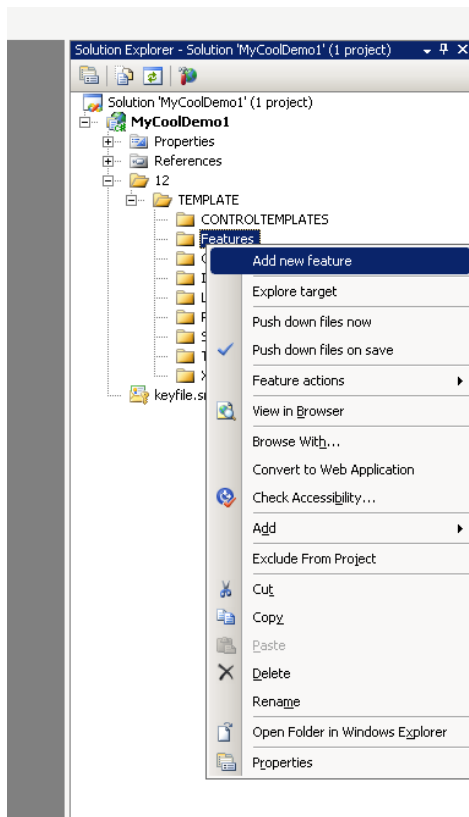 Solution Explorer - Solution 'MyCoolDemo1' (1 project)
Solution 'MyCoolDemo1' (1 project)
MyCoolDemo1
Properties
References
12
TEMPLATE
CONTROLTEMPLATES
Features
keyfile.s
Add new feature
Explore target
Push down files now
Push down files on save
Feature actions
View in Browser
Browse With...
Convert to Web Application
Check Accessibility...
Add
Exclude From Project
Cut
Copy
Paste
Delete
Rename
Open Folder in Windows Explorer
Properties